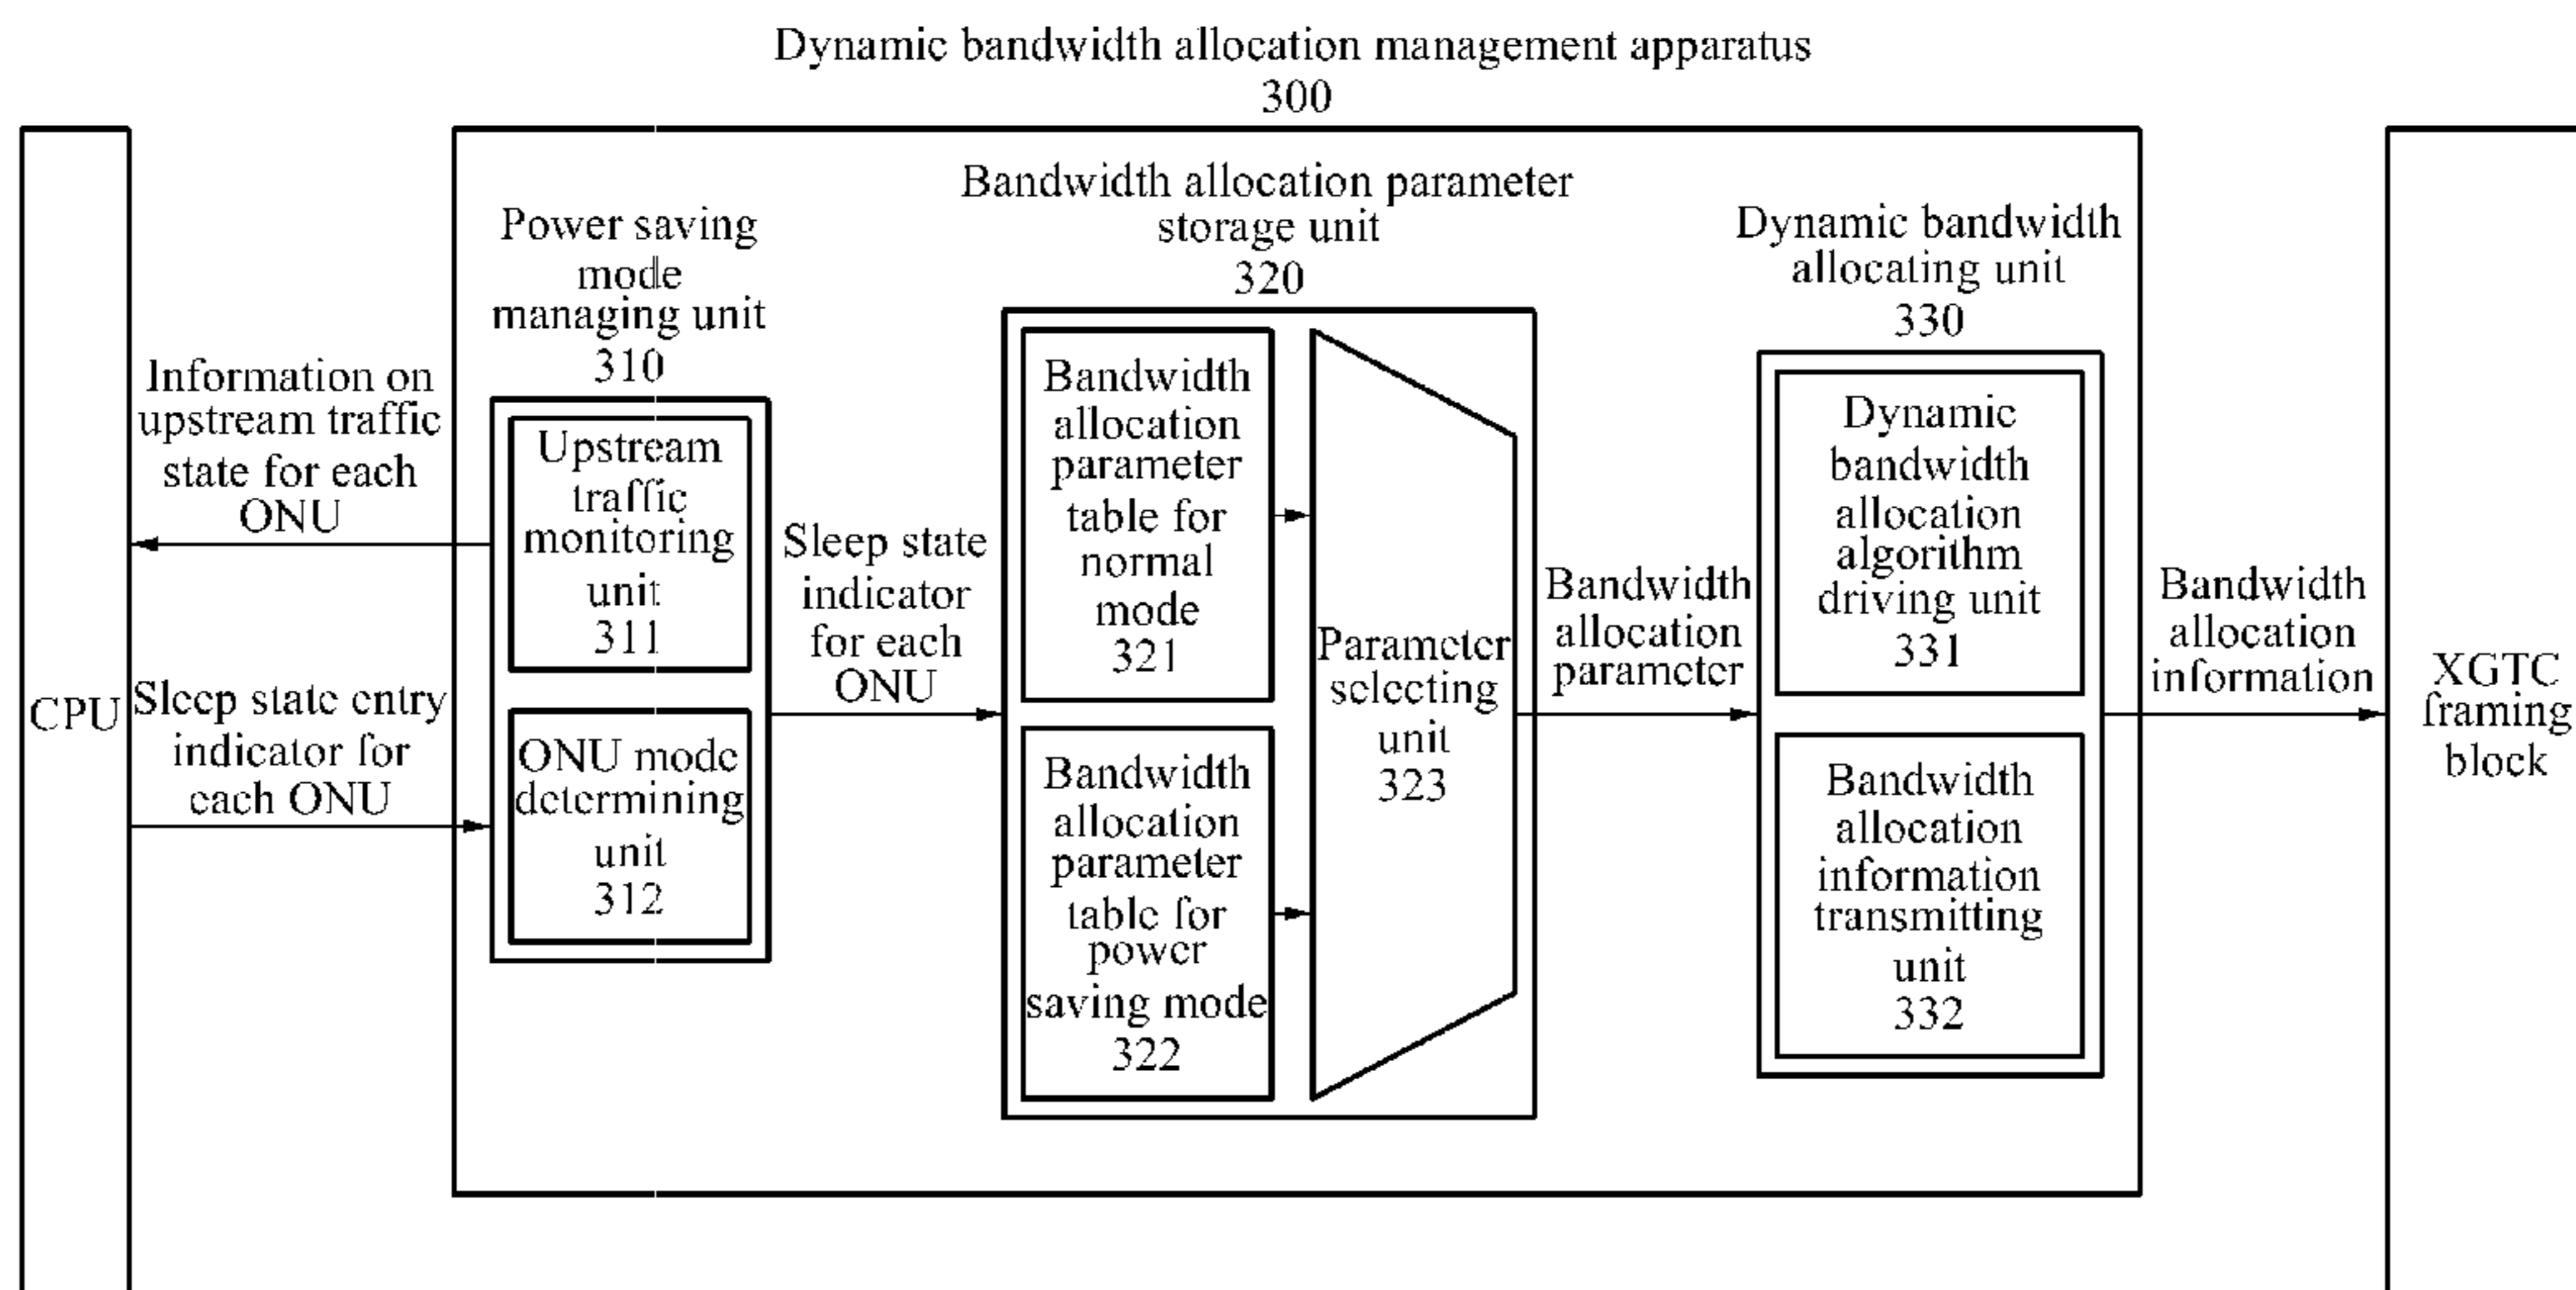 Dynamic bandwidth allocation management apparatus
300
CPU
Information on
upstream traffic
state for each
ONU
Sleep state entry
indicator for
each ONU
Power saving
mode
managing unit
310
Upstream
traffic
monitoring
unit
311
ONU mode
determining
unit
312
Sleep state
indicator
for each
ONU
Bandwidth allocation parameter
storage unit
320
Bandwidth
allocation
parameter
table for
normal
mode
321
Bandwidth
allocation
parameter
table for
power
saving mode
322
Parameter
selecting
unit
323
Bandwidth
allocation
parameter
Dynamic bandwidth
allocating unit
330
Dynamic
bandwidth
allocation
algorithm
driving unit
331
Bandwidth
allocation
information
transmitting
unit
332
Bandwidth
allocation
information
XGTC
framing
block